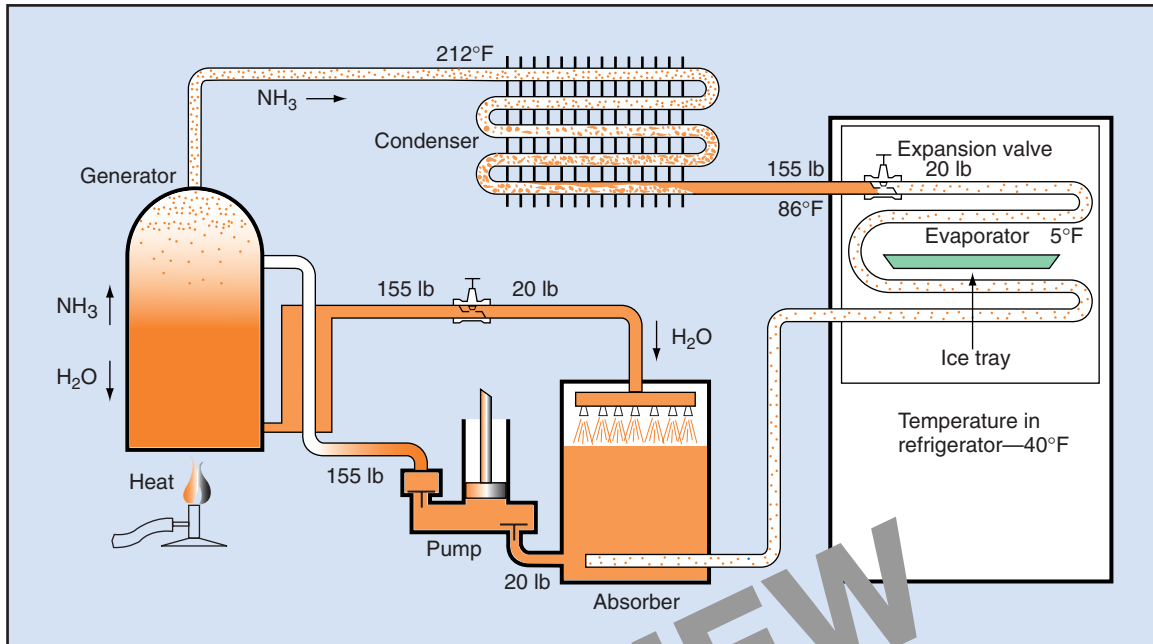 212°F
NH₃
Condenser
Generator
155 lb
86°F
Expansion valve
20 lb
Evaporator 5°F
Ice tray
Temperature in
refrigerator—40°F
NH₃
H₂O
155 lb
20 lb
H₂O
Heat
155 lb
Pump
20 lb
Absorber